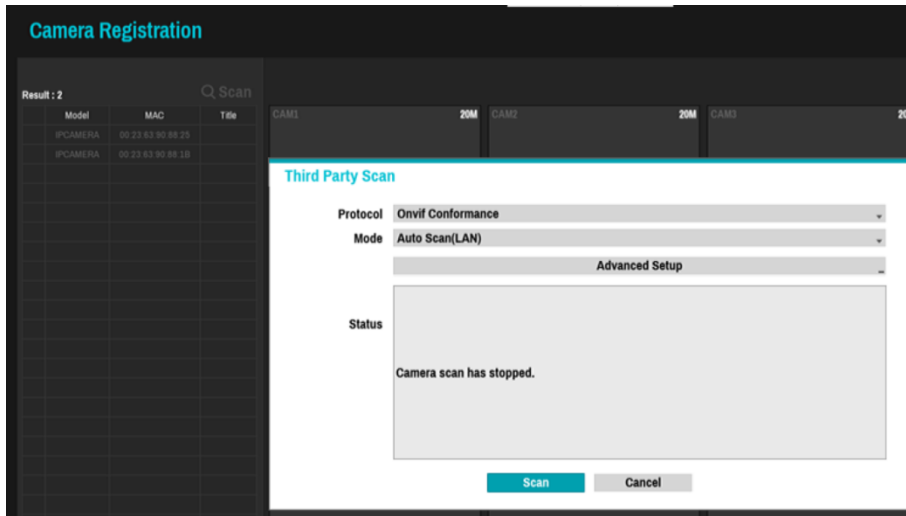 Camera Registration
Result : 2
Scan
Model MAC Title
IPCAMERA 00:23:63:90:88:25
IPCAMERA 00:23:63:90:88:1B
CAM1 20M CAM2 20M CAM3 20
Third Party Scan
Protocol Onvif Conformance
Mode Auto Scan(LAN)
Advanced Setup
Status
Camera scan has stopped.
Scan Cancel